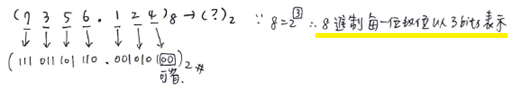 (7 3 5 6 . 1 2 4)8 → (?)2 ∵ 8=2^3 ∴ 8進制每一位數值以3bits表示
↓ ↓ ↓ ↓ ↓ ↓ ↓
(111 011 101 110 . 001 010 100)2 #
可省.